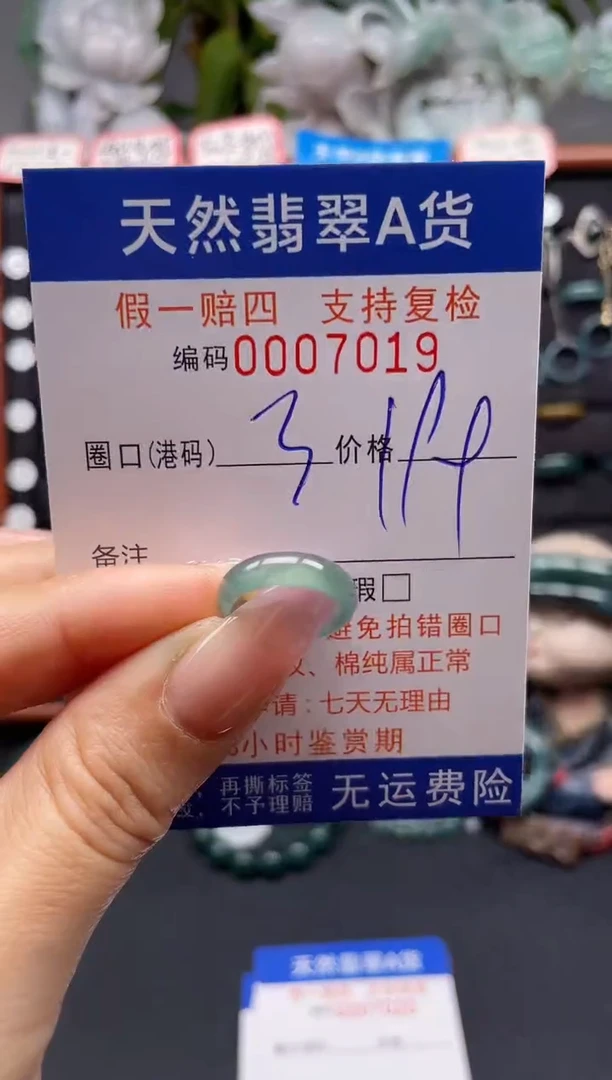 天然翡翠A货
假一赔四 支持复检
编码0007019
圈口(港码) 3 价格
备注
瑕□
避免拍错圈口
、棉纯属正常
请:七天无理由
小时鉴赏期
再撕标签
不予理赔
无运费险
天然翡翠A货